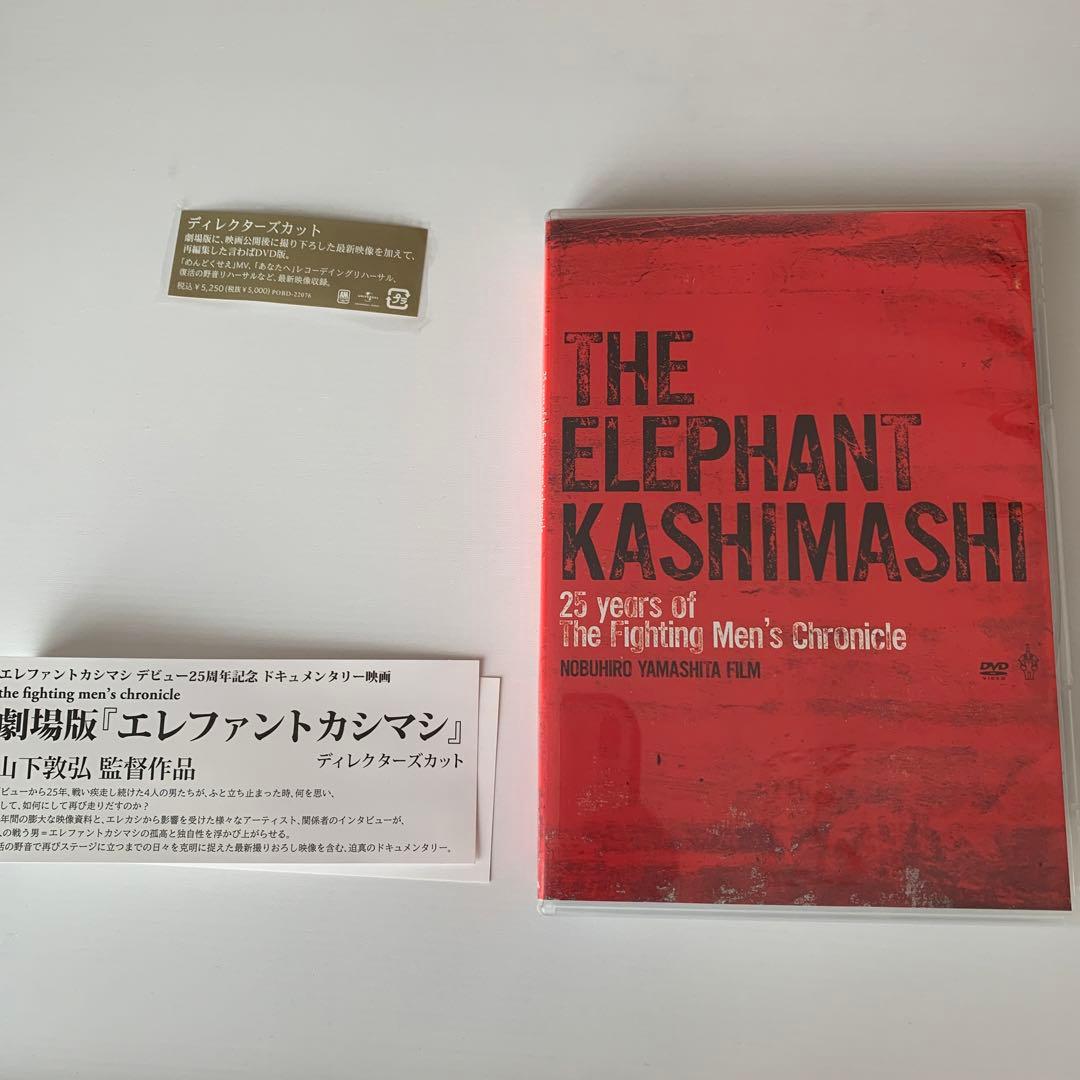 ディレクターズカット
劇場版に、映画公開後に撮り下ろした最新映像を加えて、
再編集した言わばDVD版。
「めんどくせえ」MV、「あなたへ」レコーディングリハーサル、
復活の野音リハーサルなど、最新映像収録。
税込¥5,250(税抜¥5,000) POBD-22076
THE
ELEPHANT
KASHIMASHI
25 years of
The Fighting Men's Chronicle
NOBUHIRO YAMASHITA FILM
DVD
VIDEO
エレファントカシマシ デビュー25周年記念 ドキュメンタリー映画
the fighting men's chronicle
劇場版『エレファントカシマシ』
ディレクターズカット
山下敦弘 監督作品
ビューから25年、戦い疾走し続けた4人の男たちが、ふと立ち止まった時、何を思い、
して、如何にして再び走りだすのか?
年間の膨大な映像資料と、エレカシから影響を受けた様々なアーティスト、関係者のインタビューが、
の戦う男=エレファントカシマシの孤高と独自性を浮かび上がらせる。
活の野音で再びステージに立つまでの日々を克明に捉えた最新撮りおろし映像を含む、迫真のドキュメンタリー。